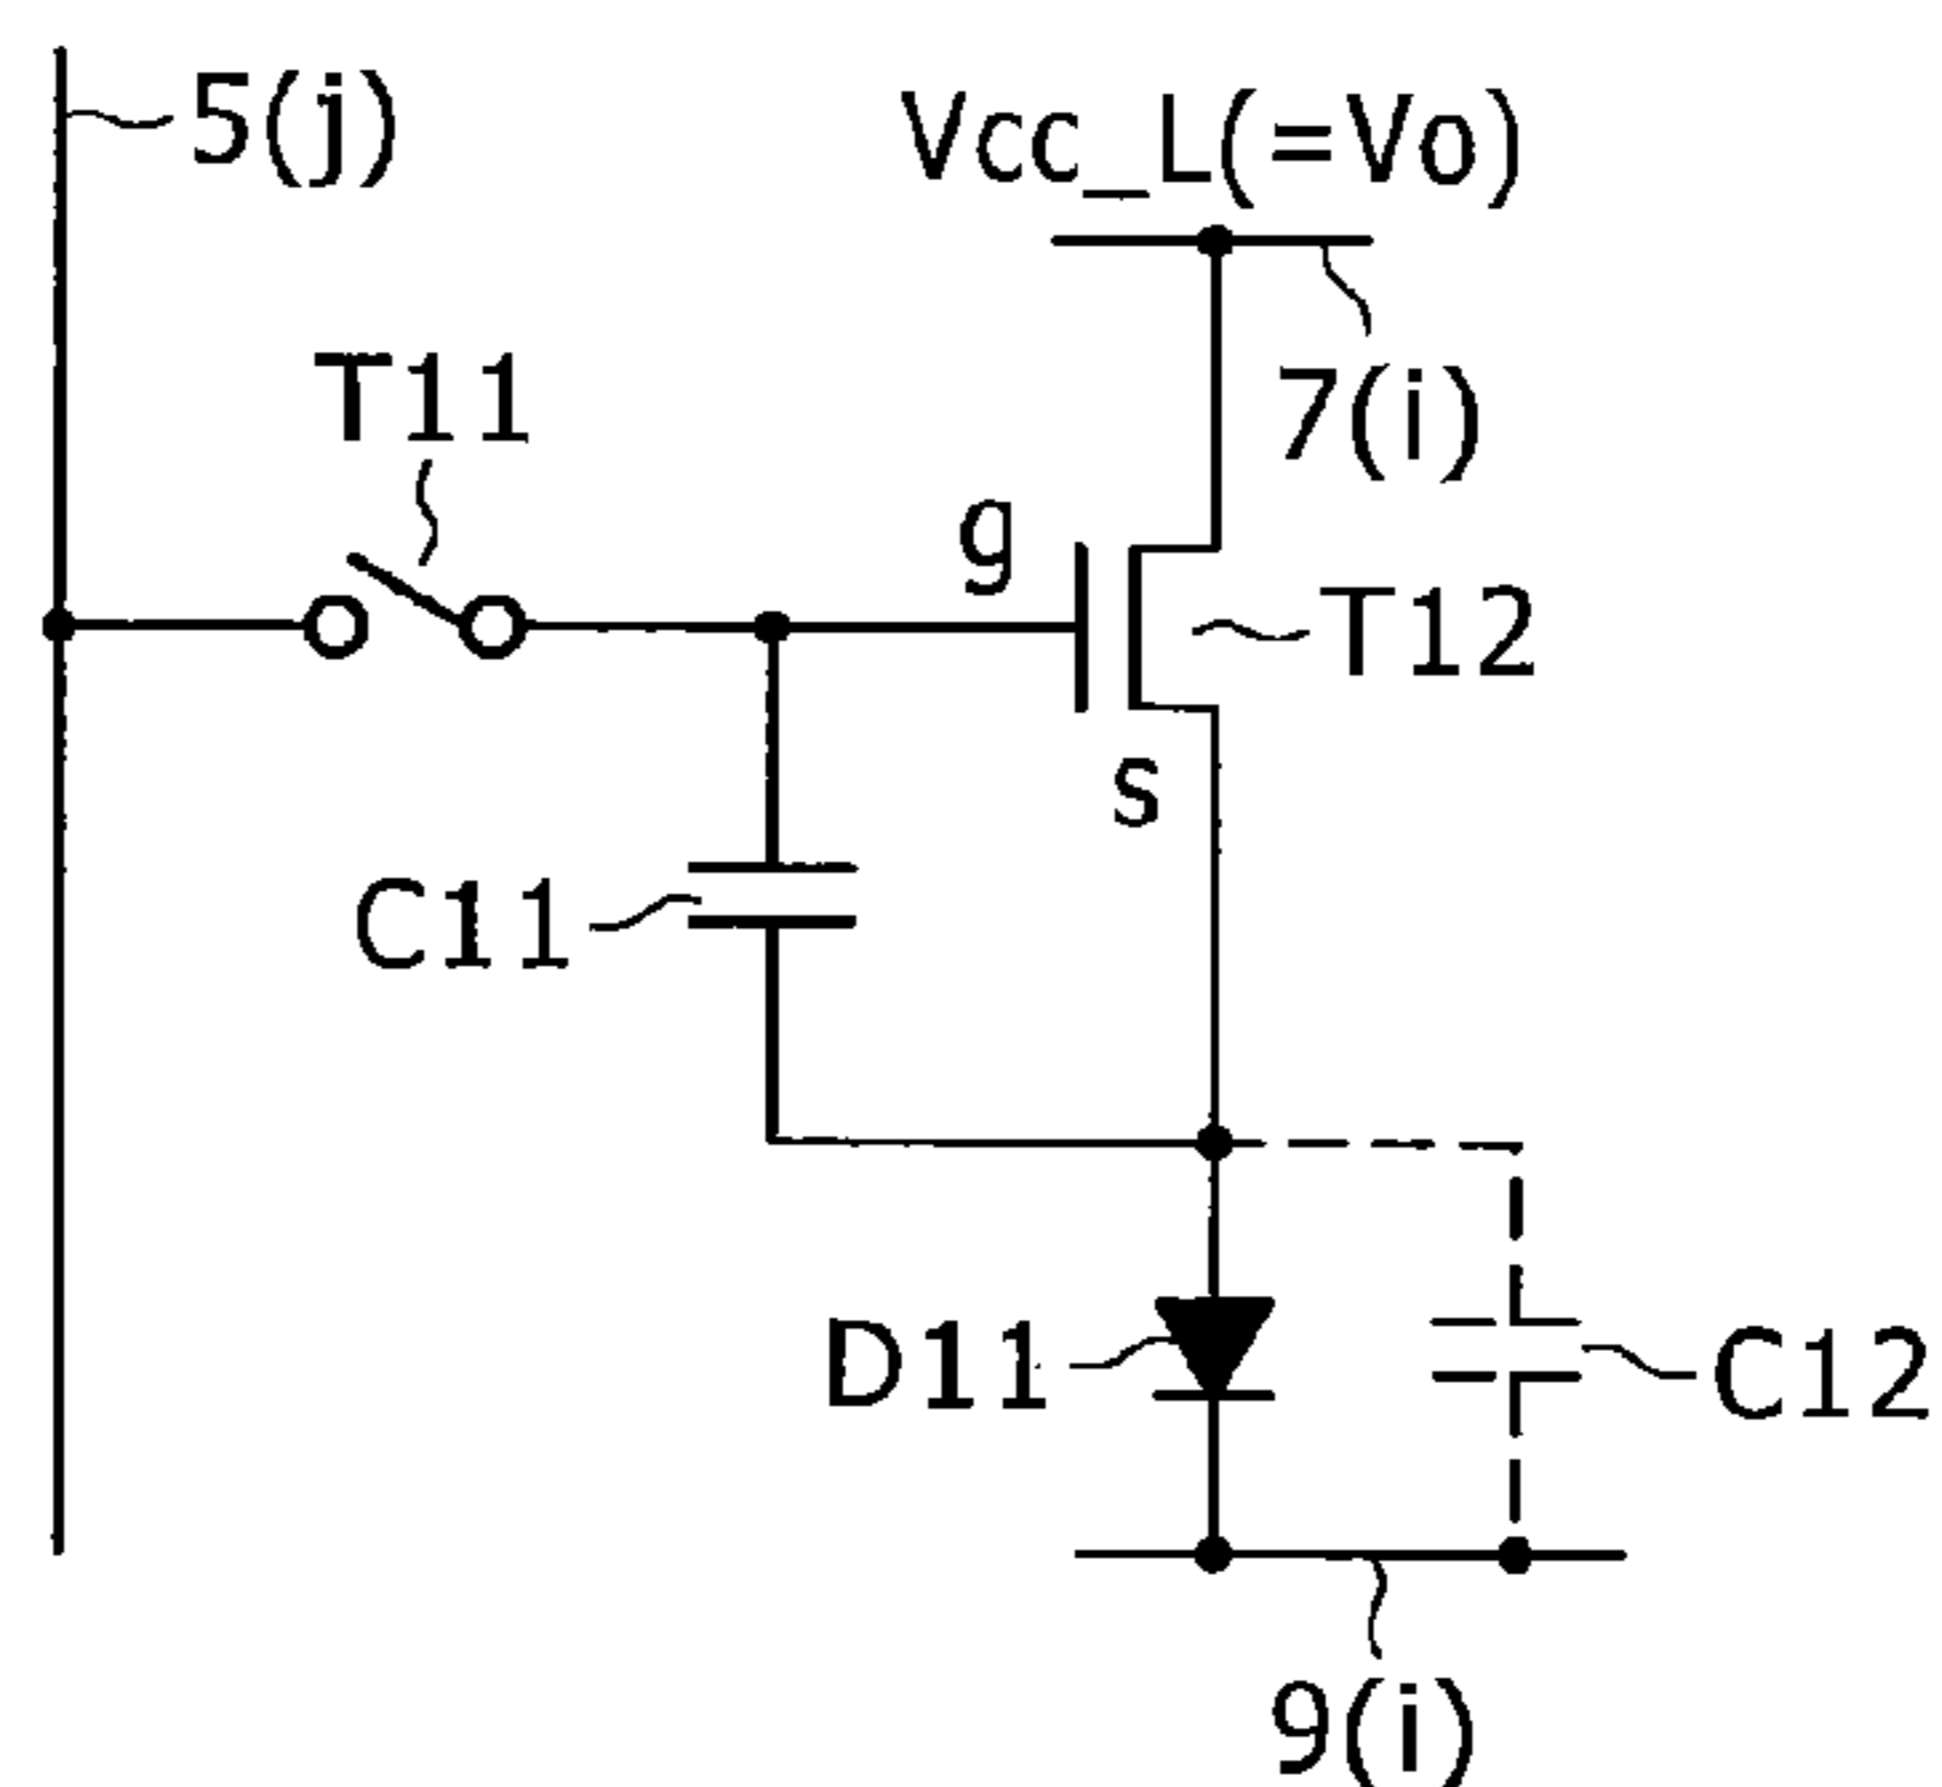 5(j)
Vcc_L(=Vo)
T11
7(i)
g
T12
s
C11
D11
C12
9(i)